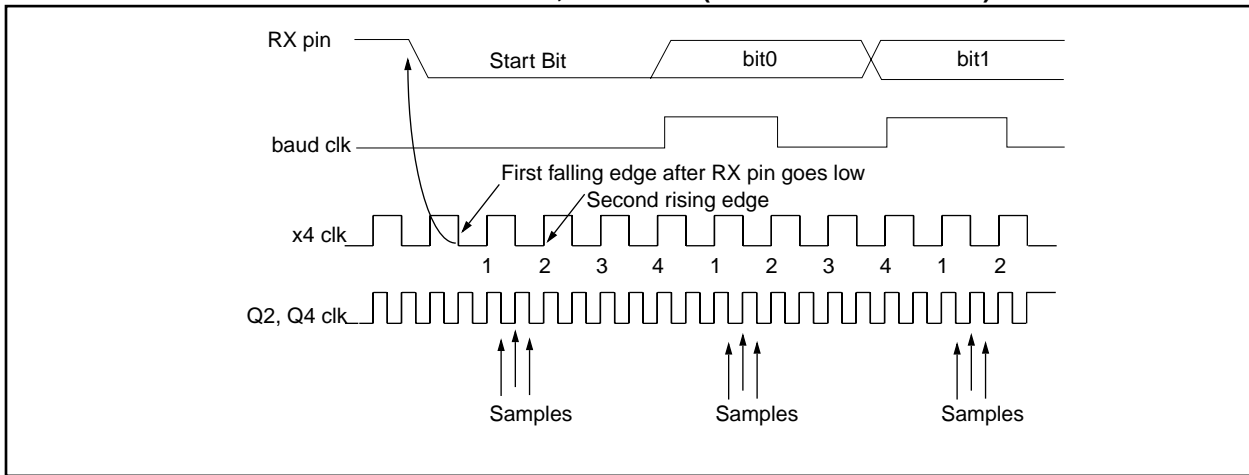 RX pin
Start Bit
bit0
bit1
baud clk
First falling edge after RX pin goes low
Second rising edge
x4 clk
1 2 3 4 1 2 3 4 1 2
Q2, Q4 clk
Samples
Samples
Samples